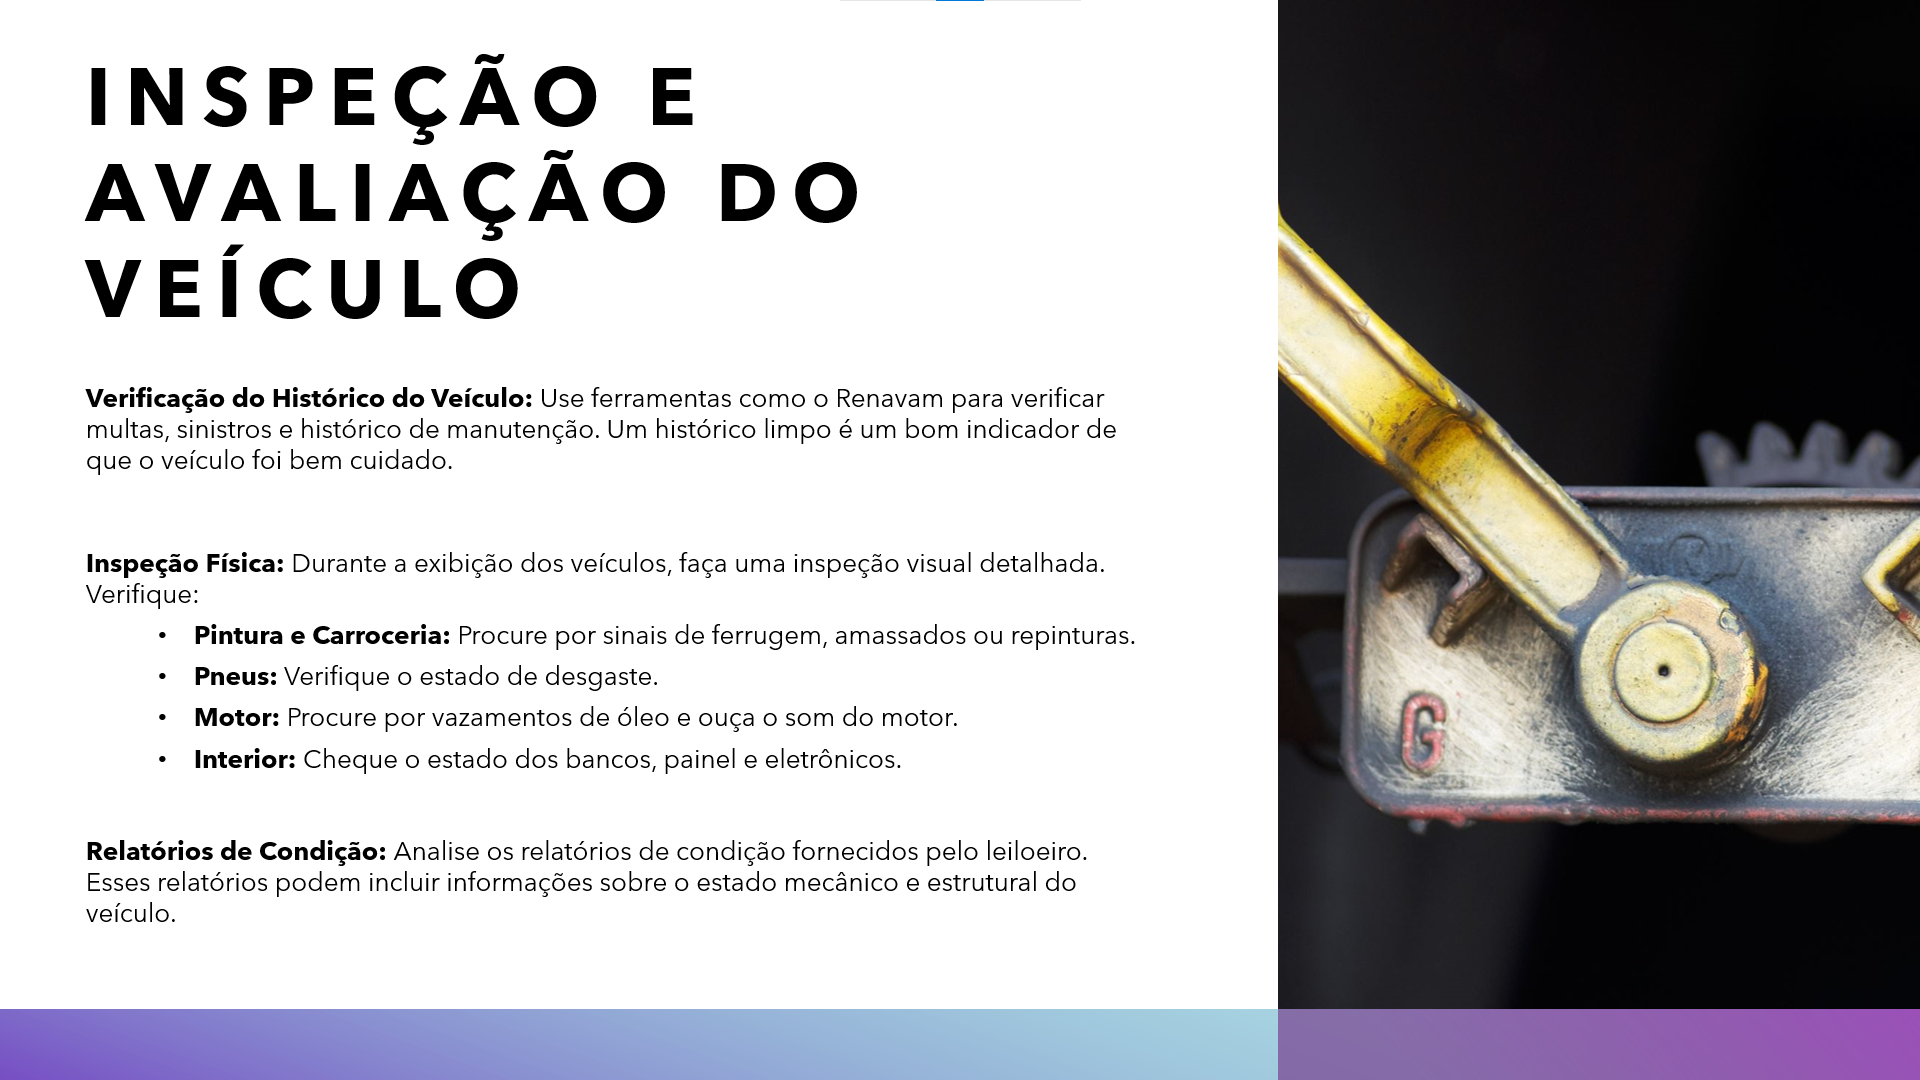 INSPEÇÃO E
AVALIAÇÃO DO
VEÍCULO
Verificação do Histórico do Veículo: Use ferramentas como o Renavam para verificar
multas, sinistros e histórico de manutenção. Um histórico limpo é um bom indicador de
que o veículo foi bem cuidado.
Inspeção Física: Durante a exibição dos veículos, faça uma inspeção visual detalhada.
Verifique:
• Pintura e Carroceria: Procure por sinais de ferrugem, amassados ou repinturas.
• Pneus: Verifique o estado de desgaste.
• Motor: Procure por vazamentos de óleo e ouça o som do motor.
• Interior: Cheque o estado dos bancos, painel e eletrônicos.
Relatórios de Condição: Analise os relatórios de condição fornecidos pelo leiloeiro.
Esses relatórios podem incluir informações sobre o estado mecânico e estrutural do
veículo.
G